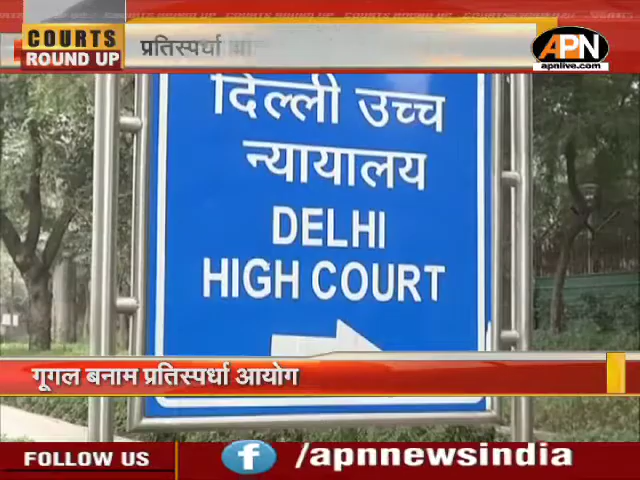 COURTS
ROUND UP
प्रतिस्पर्धा
APN
apnlive.com
दिल्ली उच्च
न्यायालय
DELHI
HIGH COURT
गूगल बनाम प्रतिस्पर्धा आयोग
FOLLOW US
f /apnnewsindia